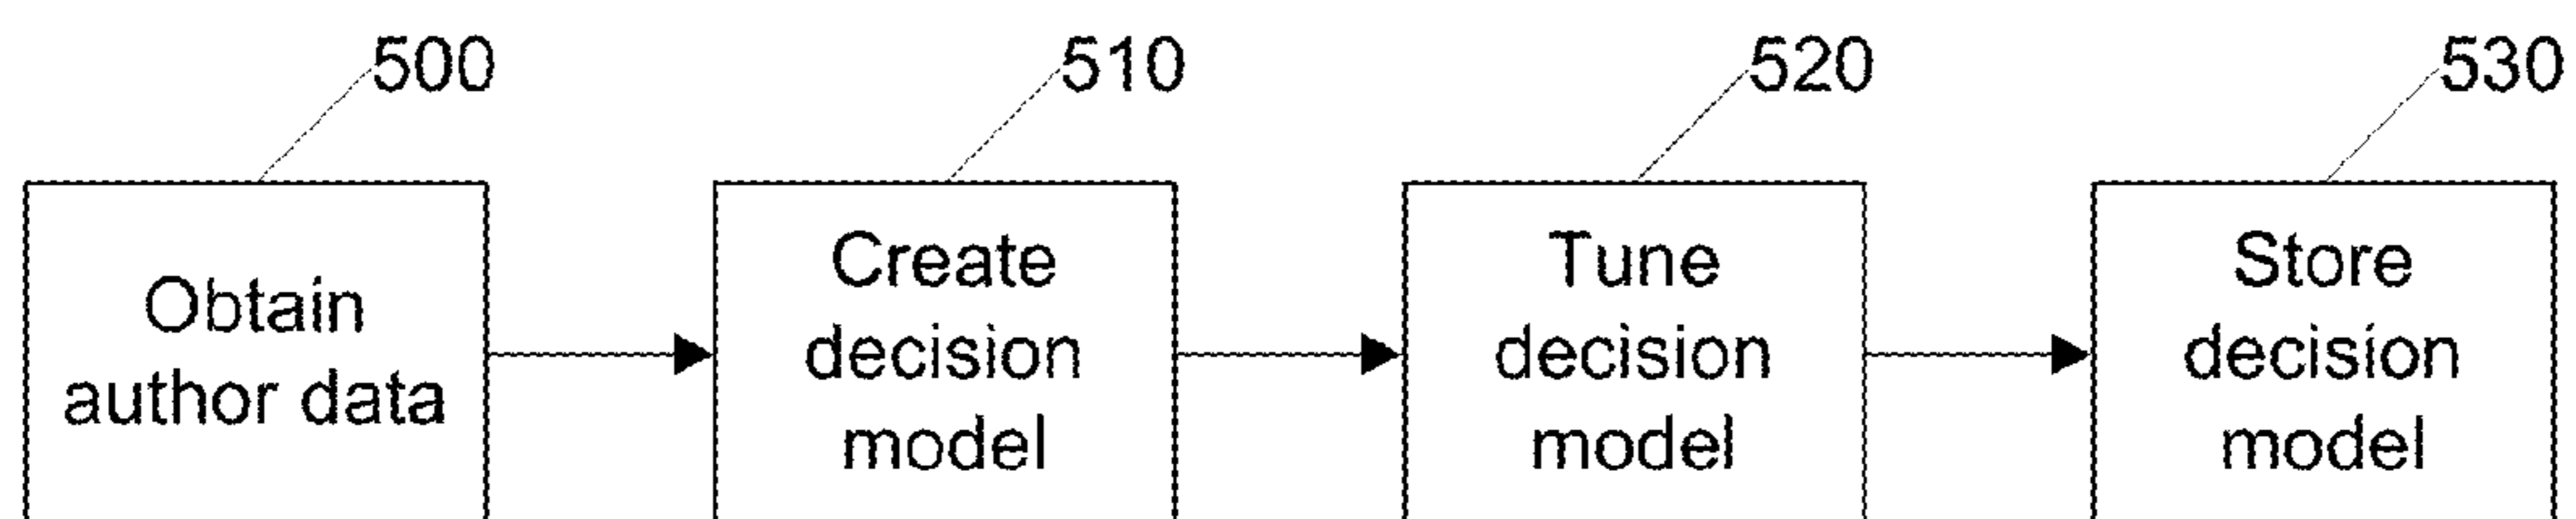 500
510
520
530
Obtain
author data
Create
decision
model
Tune
decision
model
Store
decision
model